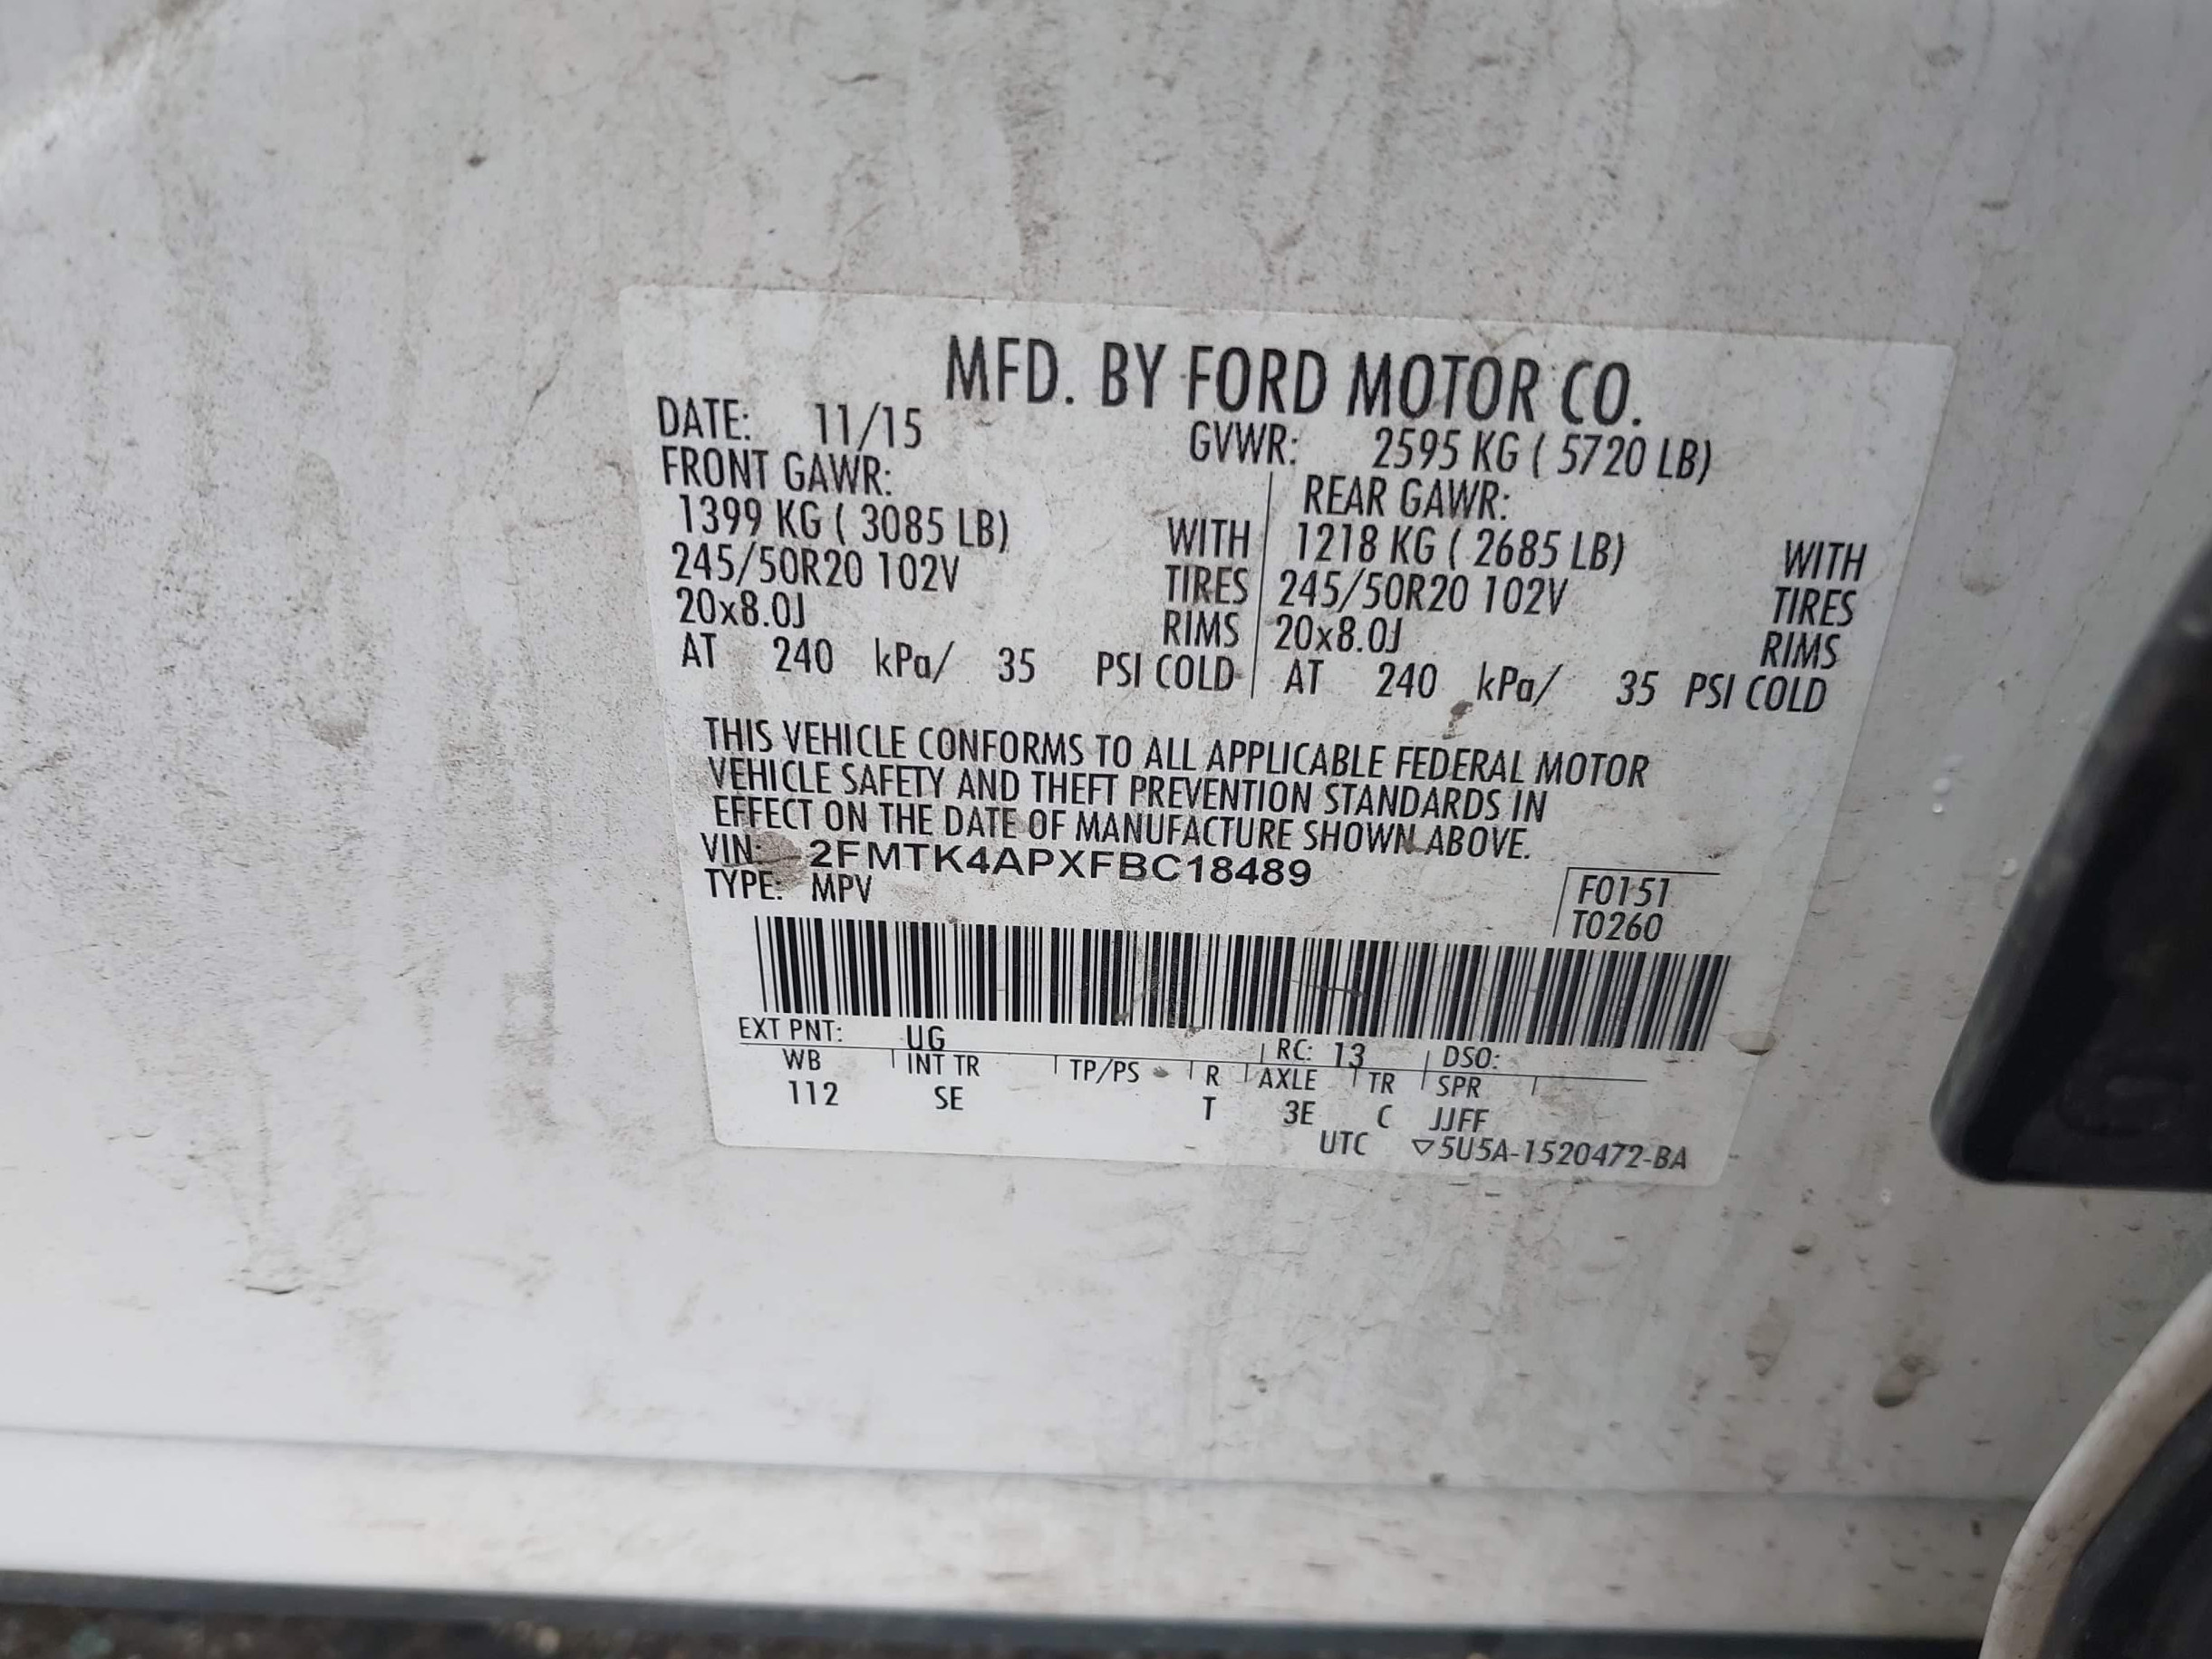 MFD. BY FORD MOTOR CO.
DATE: 11/15 GVWR: 2595 KG ( 5720 LB)
FRONT GAWR: REAR GAWR:
1399 KG ( 3085 LB) WITH 1218 KG ( 2685 LB) WITH
245/50R20 102V TIRES 245/50R20 102V TIRES
20x8.0J RIMS 20x8.0J RIMS
AT 240 kPa/ 35 PSI COLD AT 240 kPa/ 35 PSI COLD
THIS VEHICLE CONFORMS TO ALL APPLICABLE FEDERAL MOTOR
VEHICLE SAFETY AND THEFT PREVENTION STANDARDS IN
EFFECT ON THE DATE OF MANUFACTURE SHOWN ABOVE.
VIN: 2FMTK4APXFBC18489
TYPE: MPV F0151
T0260
EXT PNT: UG RC: 13 DSO:
WB INT TR TP/PS R AXLE TR SPR
112 SE T 3E C JJFF
UTC ▽5U5A-1520472-BA